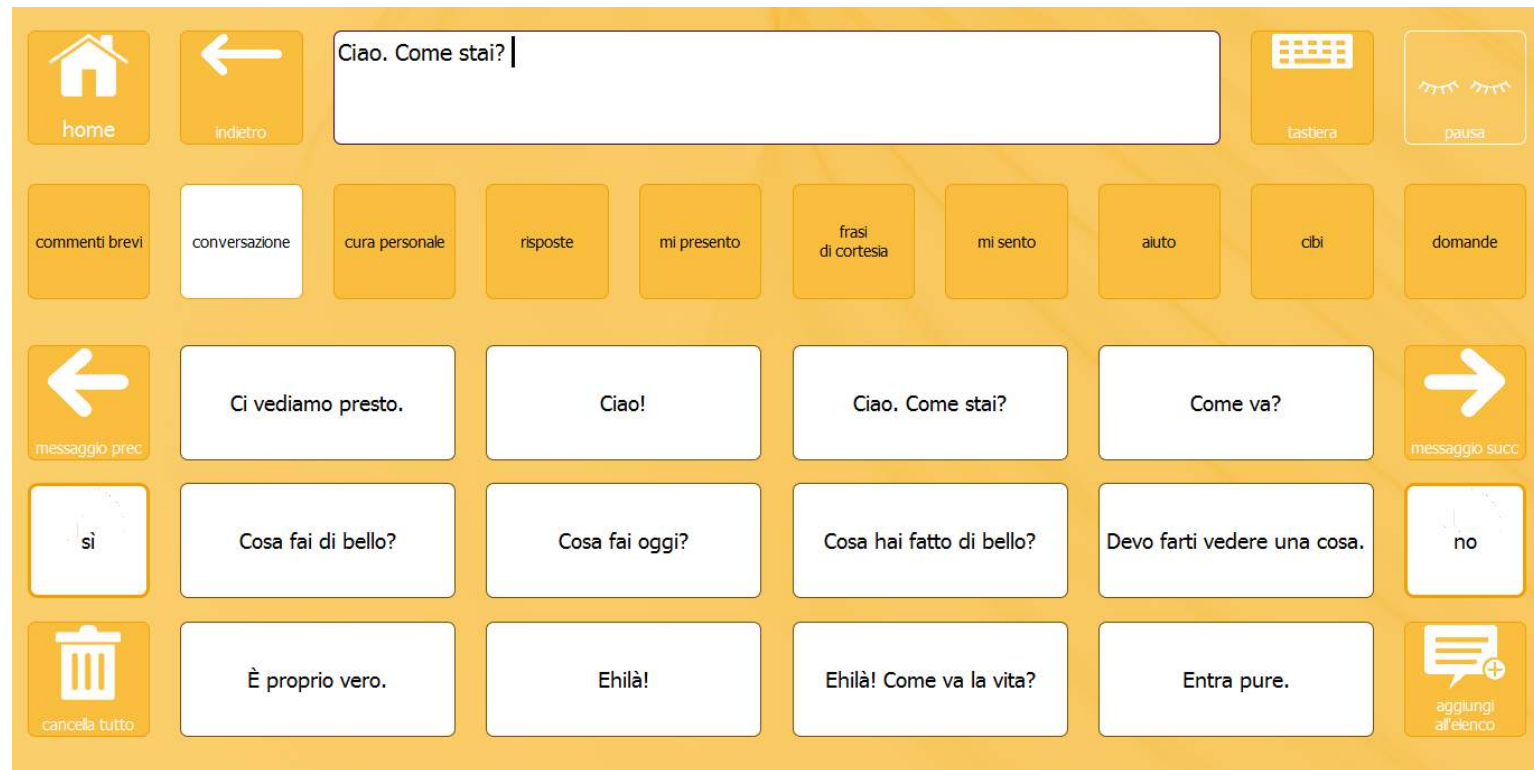 Ciao. Come stai?
home
indietro
tastiera
pausa
commenti brevi
conversazione
cura personale
risposte
mi presento
frasi
di cortesia
mi sento
aiuto
cibi
domande
messaggio prec
Ci vediamo presto.
Ciao!
Ciao. Come stai?
Come va?
messaggio succ
sì
Cosa fai di bello?
Cosa fai oggi?
Cosa hai fatto di bello?
Devo farti vedere una cosa.
no
cancella tutto
È proprio vero.
Ehilà!
Ehilà! Come va la vita?
Entra pure.
aggiungi
all'elenco